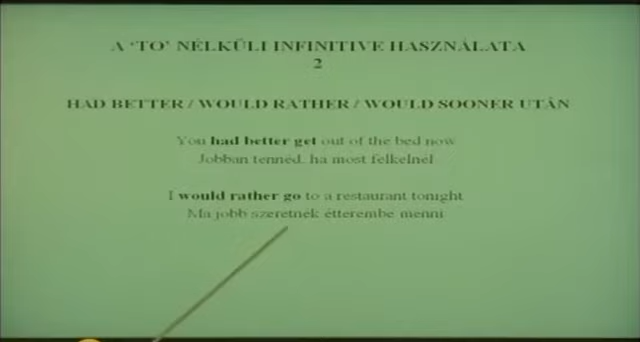 A 'TO' NÉLKÜLI INFINITIVE HASZNÁLATA
2
HAD BETTER / WOULD RATHER / WOULD SOONER UTÁN
You had better get out of the bed now
Jobban tennéd, ha most felkelnél
I would rather go to a restaurant tonight
Ma jobb szeretnék étterembe menni